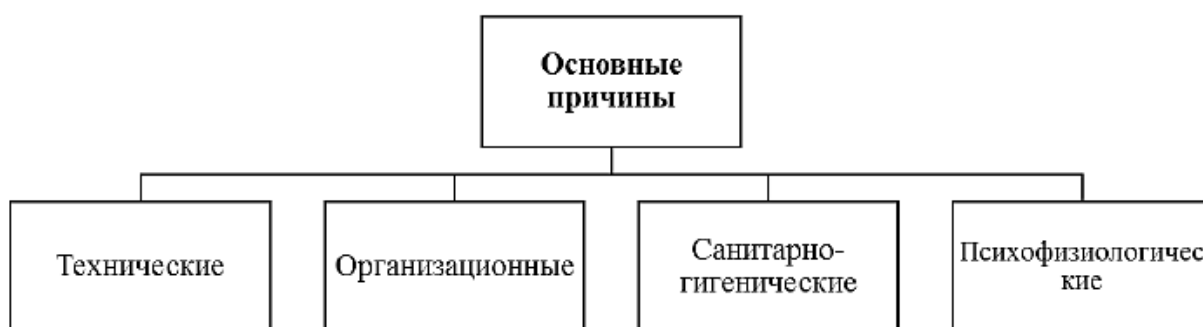 Основные
причины
Технические
Организационные
Санитарно-
гигенические
Психофизиологичес
кие